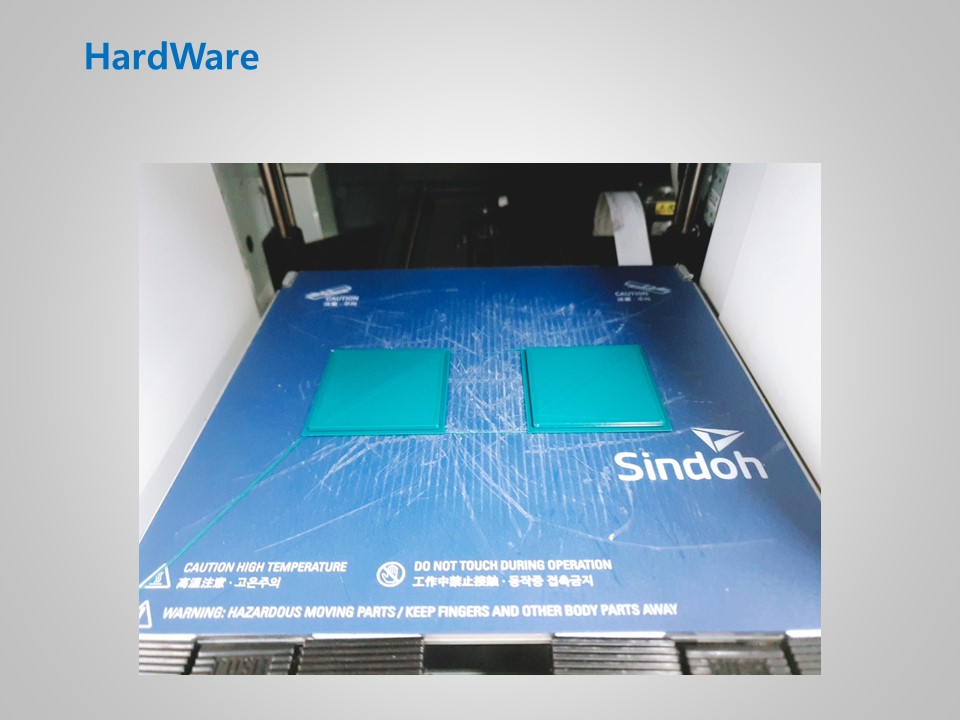 HardWare
CAUTION
CAUTION
Sindoh
CAUTION HIGH TEMPERATURE
高溫注意 · 고온주의
DO NOT TOUCH DURING OPERATION
工作中禁止接触 · 동작중 접촉금지
WARNING: HAZARDOUS MOVING PARTS / KEEP FINGERS AND OTHER BODY PARTS AWAY